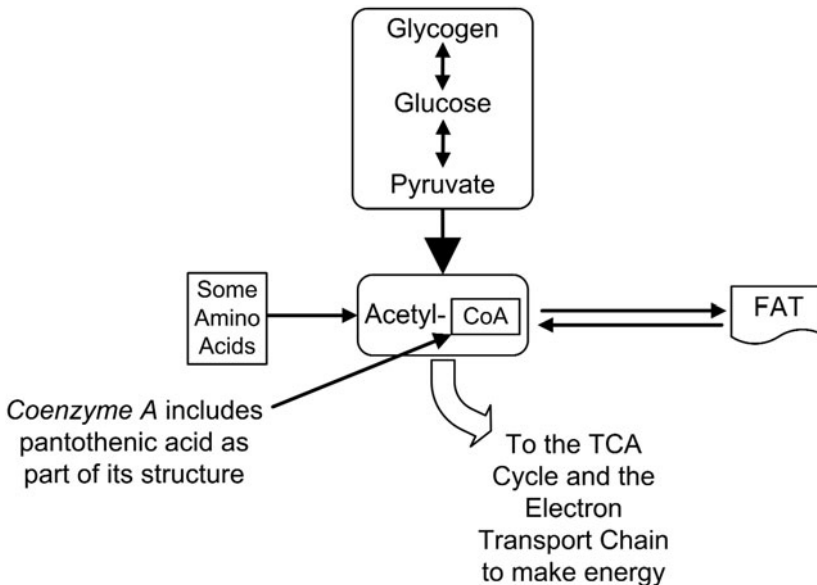 Glycogen
Glucose
Pyruvate
Some
Amino
Acids
Acetyl- CoA
FAT
Coenzyme A includes
pantothenic acid as
part of its structure
To the TCA
Cycle and the
Electron
Transport Chain
to make energy